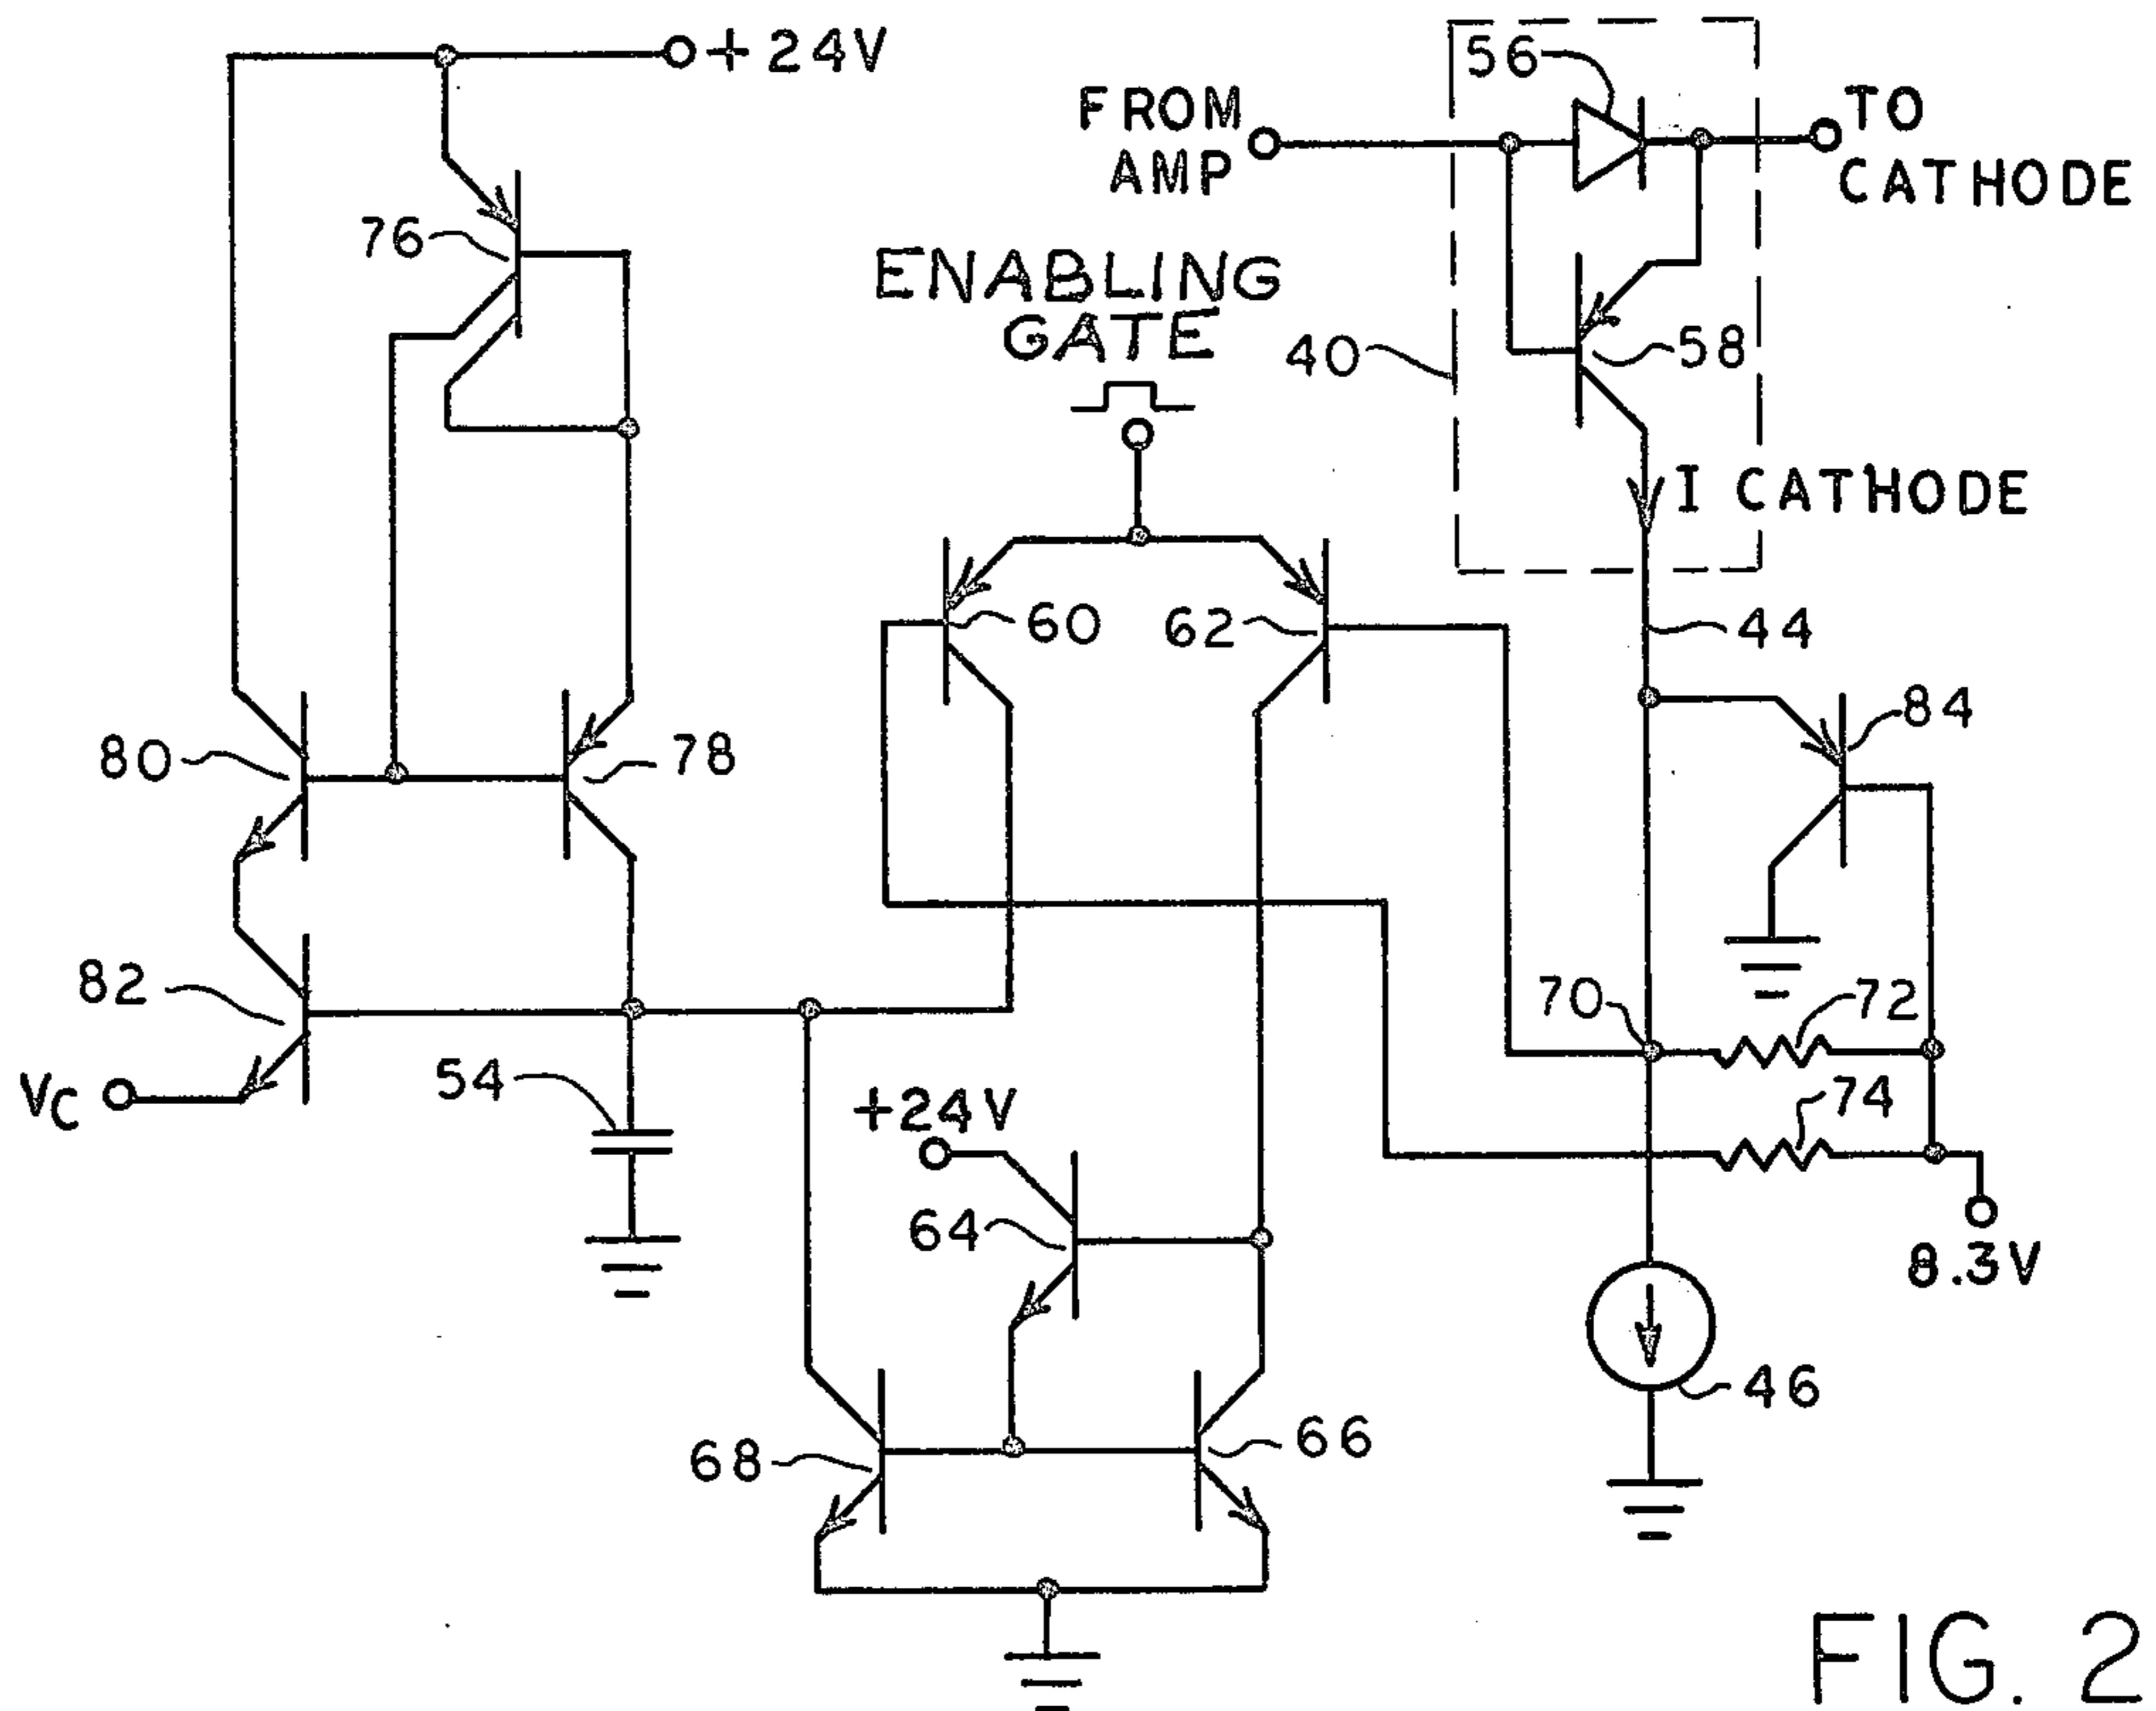 +24V
56
FROM
AMP
TO
CATHODE
76
ENABLING
GATE
40
58
I CATHODE
60
62
44
80
78
84
82
70
72
54
VC
+24V
74
64
8.3V
46
68
66
FIG. 2